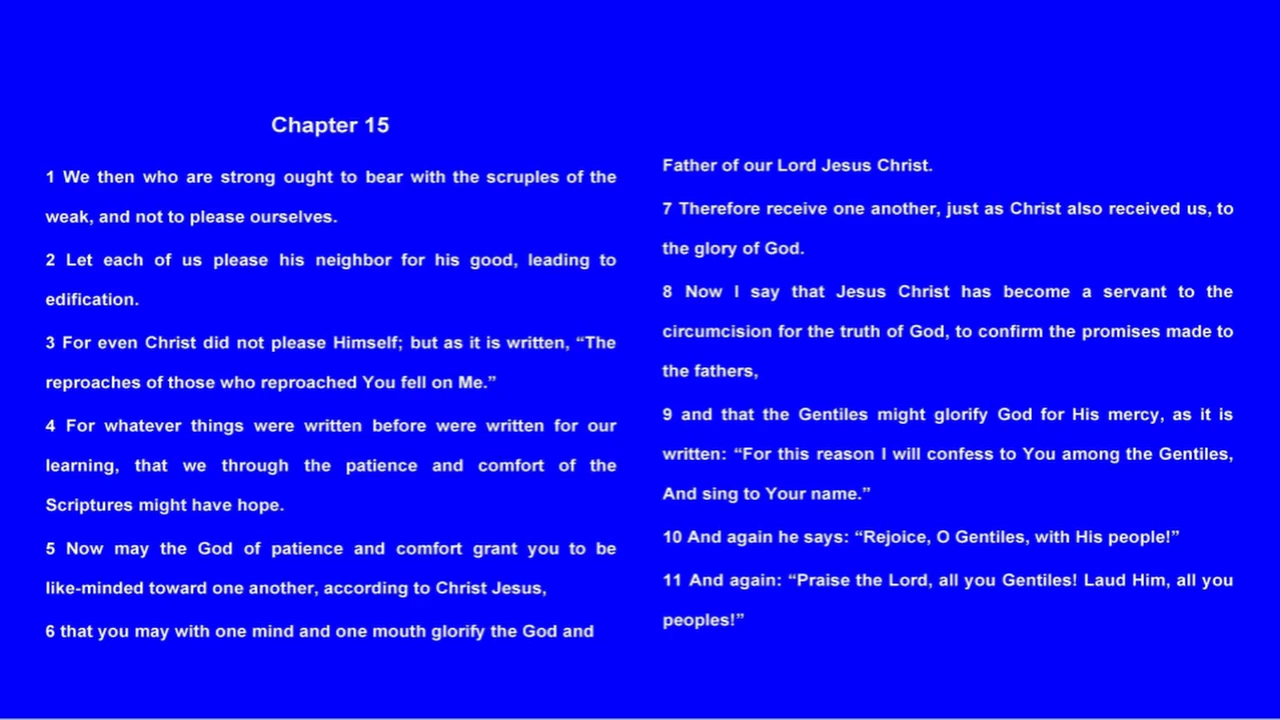 Chapter 15
1 We then who are strong ought to bear with the scruples of the
weak, and not to please ourselves.
2 Let each of us please his neighbor for his good, leading to
edification.
3 For even Christ did not please Himself; but as it is written, “The
reproaches of those who reproached You fell on Me.”
4 For whatever things were written before were written for our
learning, that we through the patience and comfort of the
Scriptures might have hope.
5 Now may the God of patience and comfort grant you to be
like-minded toward one another, according to Christ Jesus,
6 that you may with one mind and one mouth glorify the God and
Father of our Lord Jesus Christ.
7 Therefore receive one another, just as Christ also received us, to
the glory of God.
8 Now I say that Jesus Christ has become a servant to the
circumcision for the truth of God, to confirm the promises made to
the fathers,
9 and that the Gentiles might glorify God for His mercy, as it is
written: “For this reason I will confess to You among the Gentiles,
And sing to Your name.”
10 And again he says: “Rejoice, O Gentiles, with His people!”
11 And again: “Praise the Lord, all you Gentiles! Laud Him, all you
peoples!”